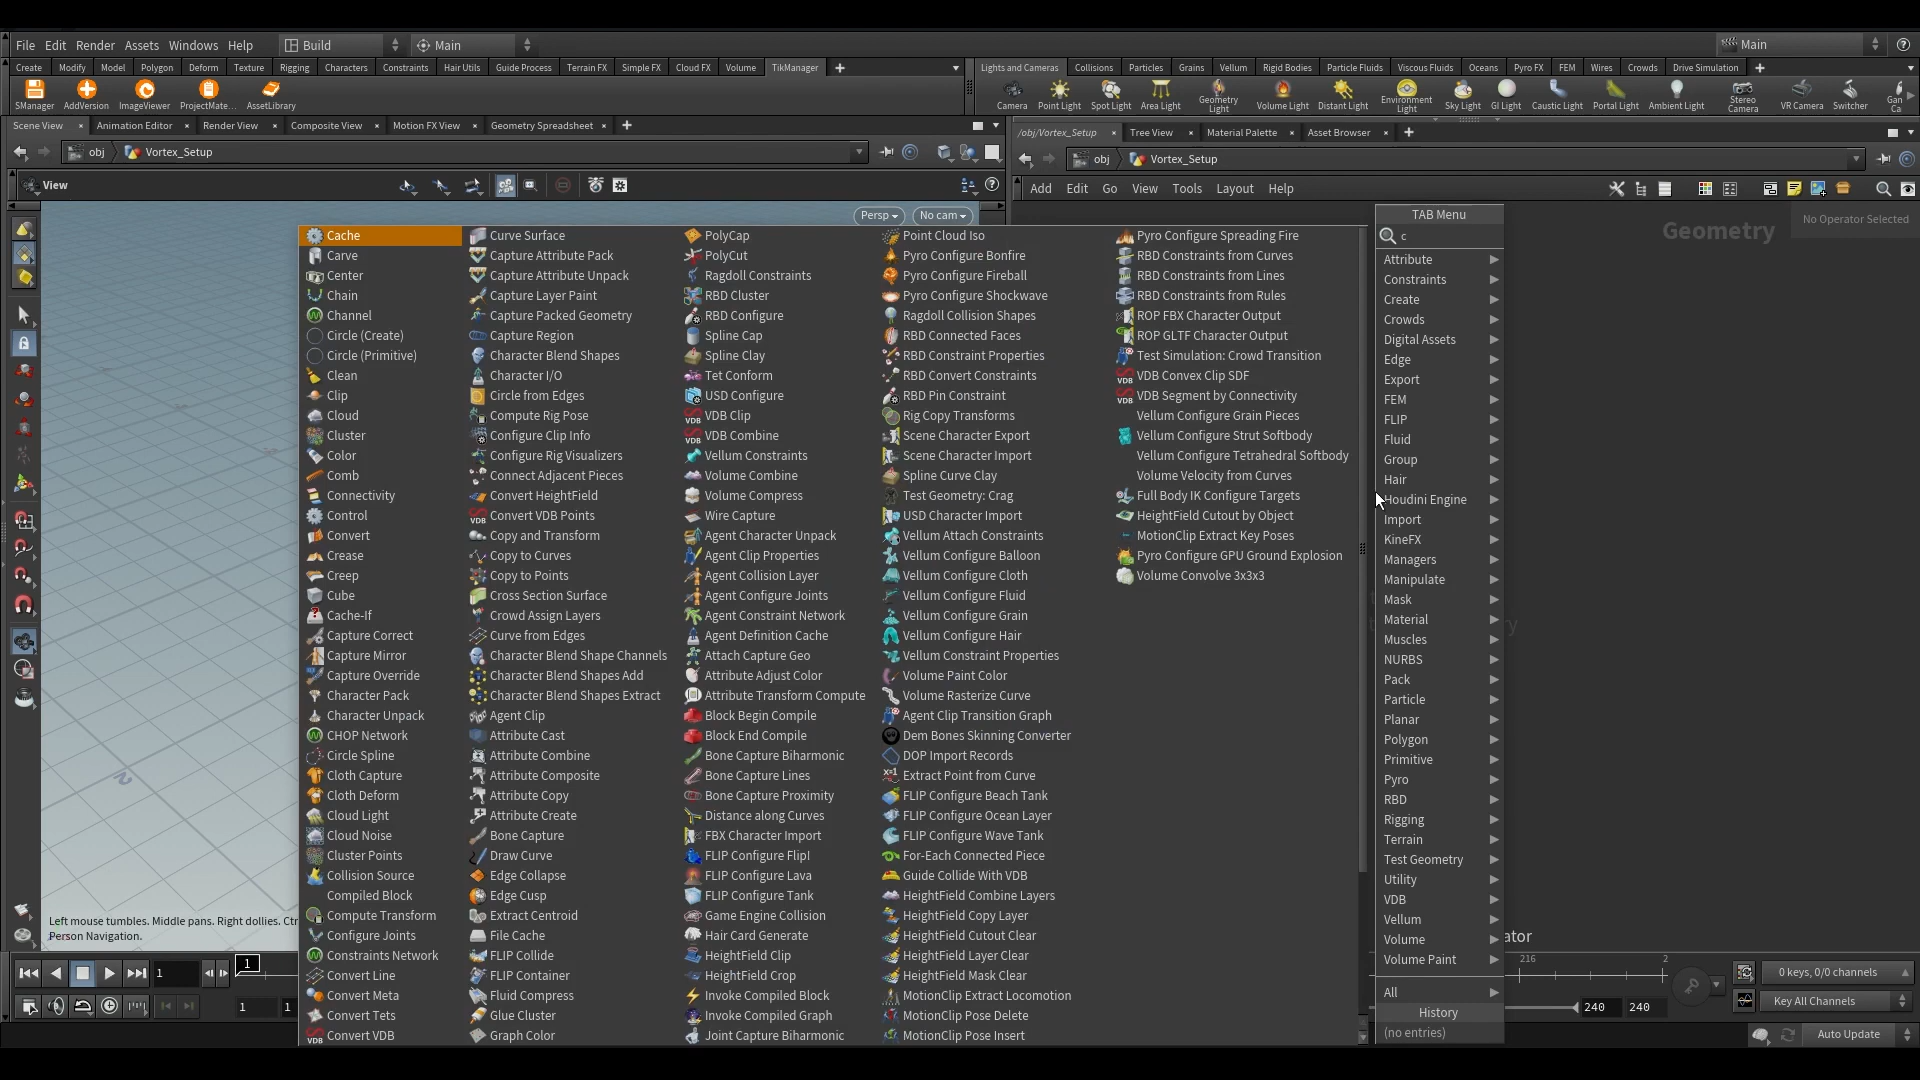 File Edit Render Assets Windows Help Build Main Main
Create Modify Model Polygon Deform Texture Rigging Characters Constraints Hair Utils Guide Process Terrain FX Simple FX Cloud FX Volume TikManager
Lights and Cameras Collisions Particles Grains Vellum Rigid Bodies Particle Fluids Viscous Fluids Oceans Pyro FX FEM Wires Crowds Drive Simulation
SManager AddVersion ImageViewer ProjectMate... AssetLibrary
Camera Point Light Spot Light Area Light Geometry Light Volume Light Distant Light Environment Light Sky Light GI Light Caustic Light Portal Light Ambient Light Stereo Camera VR Camera Switcher Gan Ca
Scene View Animation Editor Render View Composite View Motion FX View Geometry Spreadsheet
/obj/Vortex_Setup Tree View Material Palette Asset Browser
obj Vortex_Setup
obj Vortex_Setup
View
Add Edit Go View Tools Layout Help
Persp No cam
TAB Menu
No Operator Selected
Geometry
c
Cache
Carve
Center
Chain
Channel
Circle (Create)
Circle (Primitive)
Clean
Clip
Cloud
Cluster
Color
Comb
Connectivity
Control
Convert
Crease
Creep
Cube
Cache-If
Capture Correct
Capture Mirror
Capture Override
Character Pack
Character Unpack
CHOP Network
Circle Spline
Cloth Capture
Cloth Deform
Cloud Light
Cloud Noise
Cluster Points
Collision Source
Compiled Block
Compute Transform
Configure Joints
Constraints Network
Convert Line
Convert Meta
Convert Tets
VDB Convert VDB
Curve Surface
Capture Attribute Pack
Capture Attribute Unpack
Capture Layer Paint
Capture Packed Geometry
Capture Region
Character Blend Shapes
Character I/O
Circle from Edges
Compute Rig Pose
Configure Clip Info
Configure Rig Visualizers
Connect Adjacent Pieces
Convert HeightField
VDB Convert VDB Points
Copy and Transform
Copy to Curves
Copy to Points
Cross Section Surface
Crowd Assign Layers
Curve from Edges
Character Blend Shape Channels
Character Blend Shapes Add
Character Blend Shapes Extract
Agent Clip
Attribute Cast
Attribute Combine
Attribute Composite
Attribute Copy
Attribute Create
Bone Capture
Draw Curve
Edge Collapse
Edge Cusp
Extract Centroid
File Cache
FLIP Collide
FLIP Container
Fluid Compress
Glue Cluster
Graph Color
PolyCap
PolyCut
Ragdoll Constraints
RBD Cluster
RBD Configure
Spline Cap
Spline Clay
Tet Conform
USD Configure
VDB VDB Clip
VDB VDB Combine
Vellum Constraints
Volume Combine
Volume Compress
Wire Capture
Agent Character Unpack
Agent Clip Properties
Agent Collision Layer
Agent Configure Joints
Agent Constraint Network
Agent Definition Cache
Attach Capture Geo
Attribute Adjust Color
Attribute Transform Compute
Block Begin Compile
Block End Compile
Bone Capture Biharmonic
Bone Capture Lines
Bone Capture Proximity
Distance along Curves
FBX Character Import
FLIP Configure Flip!
FLIP Configure Lava
FLIP Configure Tank
Game Engine Collision
Hair Card Generate
HeightField Clip
HeightField Crop
Invoke Compiled Block
Invoke Compiled Graph
Joint Capture Biharmonic
Point Cloud Iso
Pyro Configure Bonfire
Pyro Configure Fireball
Pyro Configure Shockwave
Ragdoll Collision Shapes
RBD Connected Faces
RBD Constraint Properties
RBD Convert Constraints
RBD Pin Constraint
Rig Copy Transforms
Scene Character Export
Scene Character Import
Spline Curve Clay
Test Geometry: Crag
USD Character Import
Vellum Attach Constraints
Vellum Configure Balloon
Vellum Configure Cloth
Vellum Configure Fluid
Vellum Configure Grain
Vellum Configure Hair
Vellum Constraint Properties
Volume Paint Color
Volume Rasterize Curve
Agent Clip Transition Graph
Dem Bones Skinning Converter
DOP Import Records
Extract Point from Curve
FLIP Configure Beach Tank
FLIP Configure Ocean Layer
FLIP Configure Wave Tank
For-Each Connected Piece
Guide Collide With VDB
HeightField Combine Layers
HeightField Copy Layer
HeightField Cutout Clear
HeightField Layer Clear
HeightField Mask Clear
MotionClip Extract Locomotion
MotionClip Pose Delete
MotionClip Pose Insert
Pyro Configure Spreading Fire
RBD Constraints from Curves
RBD Constraints from Lines
RBD Constraints from Rules
ROP FBX Character Output
ROP GLTF Character Output
Test Simulation: Crowd Transition
VDB VDB Convex Clip SDF
VDB VDB Segment by Connectivity
Vellum Configure Grain Pieces
Vellum Configure Strut Softbody
Vellum Configure Tetrahedral Softbody
Volume Velocity from Curves
Full Body IK Configure Targets
HeightField Cutout by Object
MotionClip Extract Key Poses
Pyro Configure GPU Ground Explosion
Volume Convolve 3x3x3
Attribute
Constraints
Create
Crowds
Digital Assets
Edge
Export
FEM
FLIP
Fluid
Group
Hair
Houdini Engine
Import
KineFX
Managers
Manipulate
Mask
Material
Muscles
NURBS
Pack
Particle
Planar
Polygon
Primitive
Pyro
RBD
Rigging
Terrain
Test Geometry
Utility
VDB
Vellum
Volume
Volume Paint
All
History
(no entries)
Left mouse tumbles. Middle pans. Right dollies. Ctr
Person Navigation.
ator
1 1 216 2 0 keys, 0/0 channels
1 1 240 240 Key All Channels
Auto Update